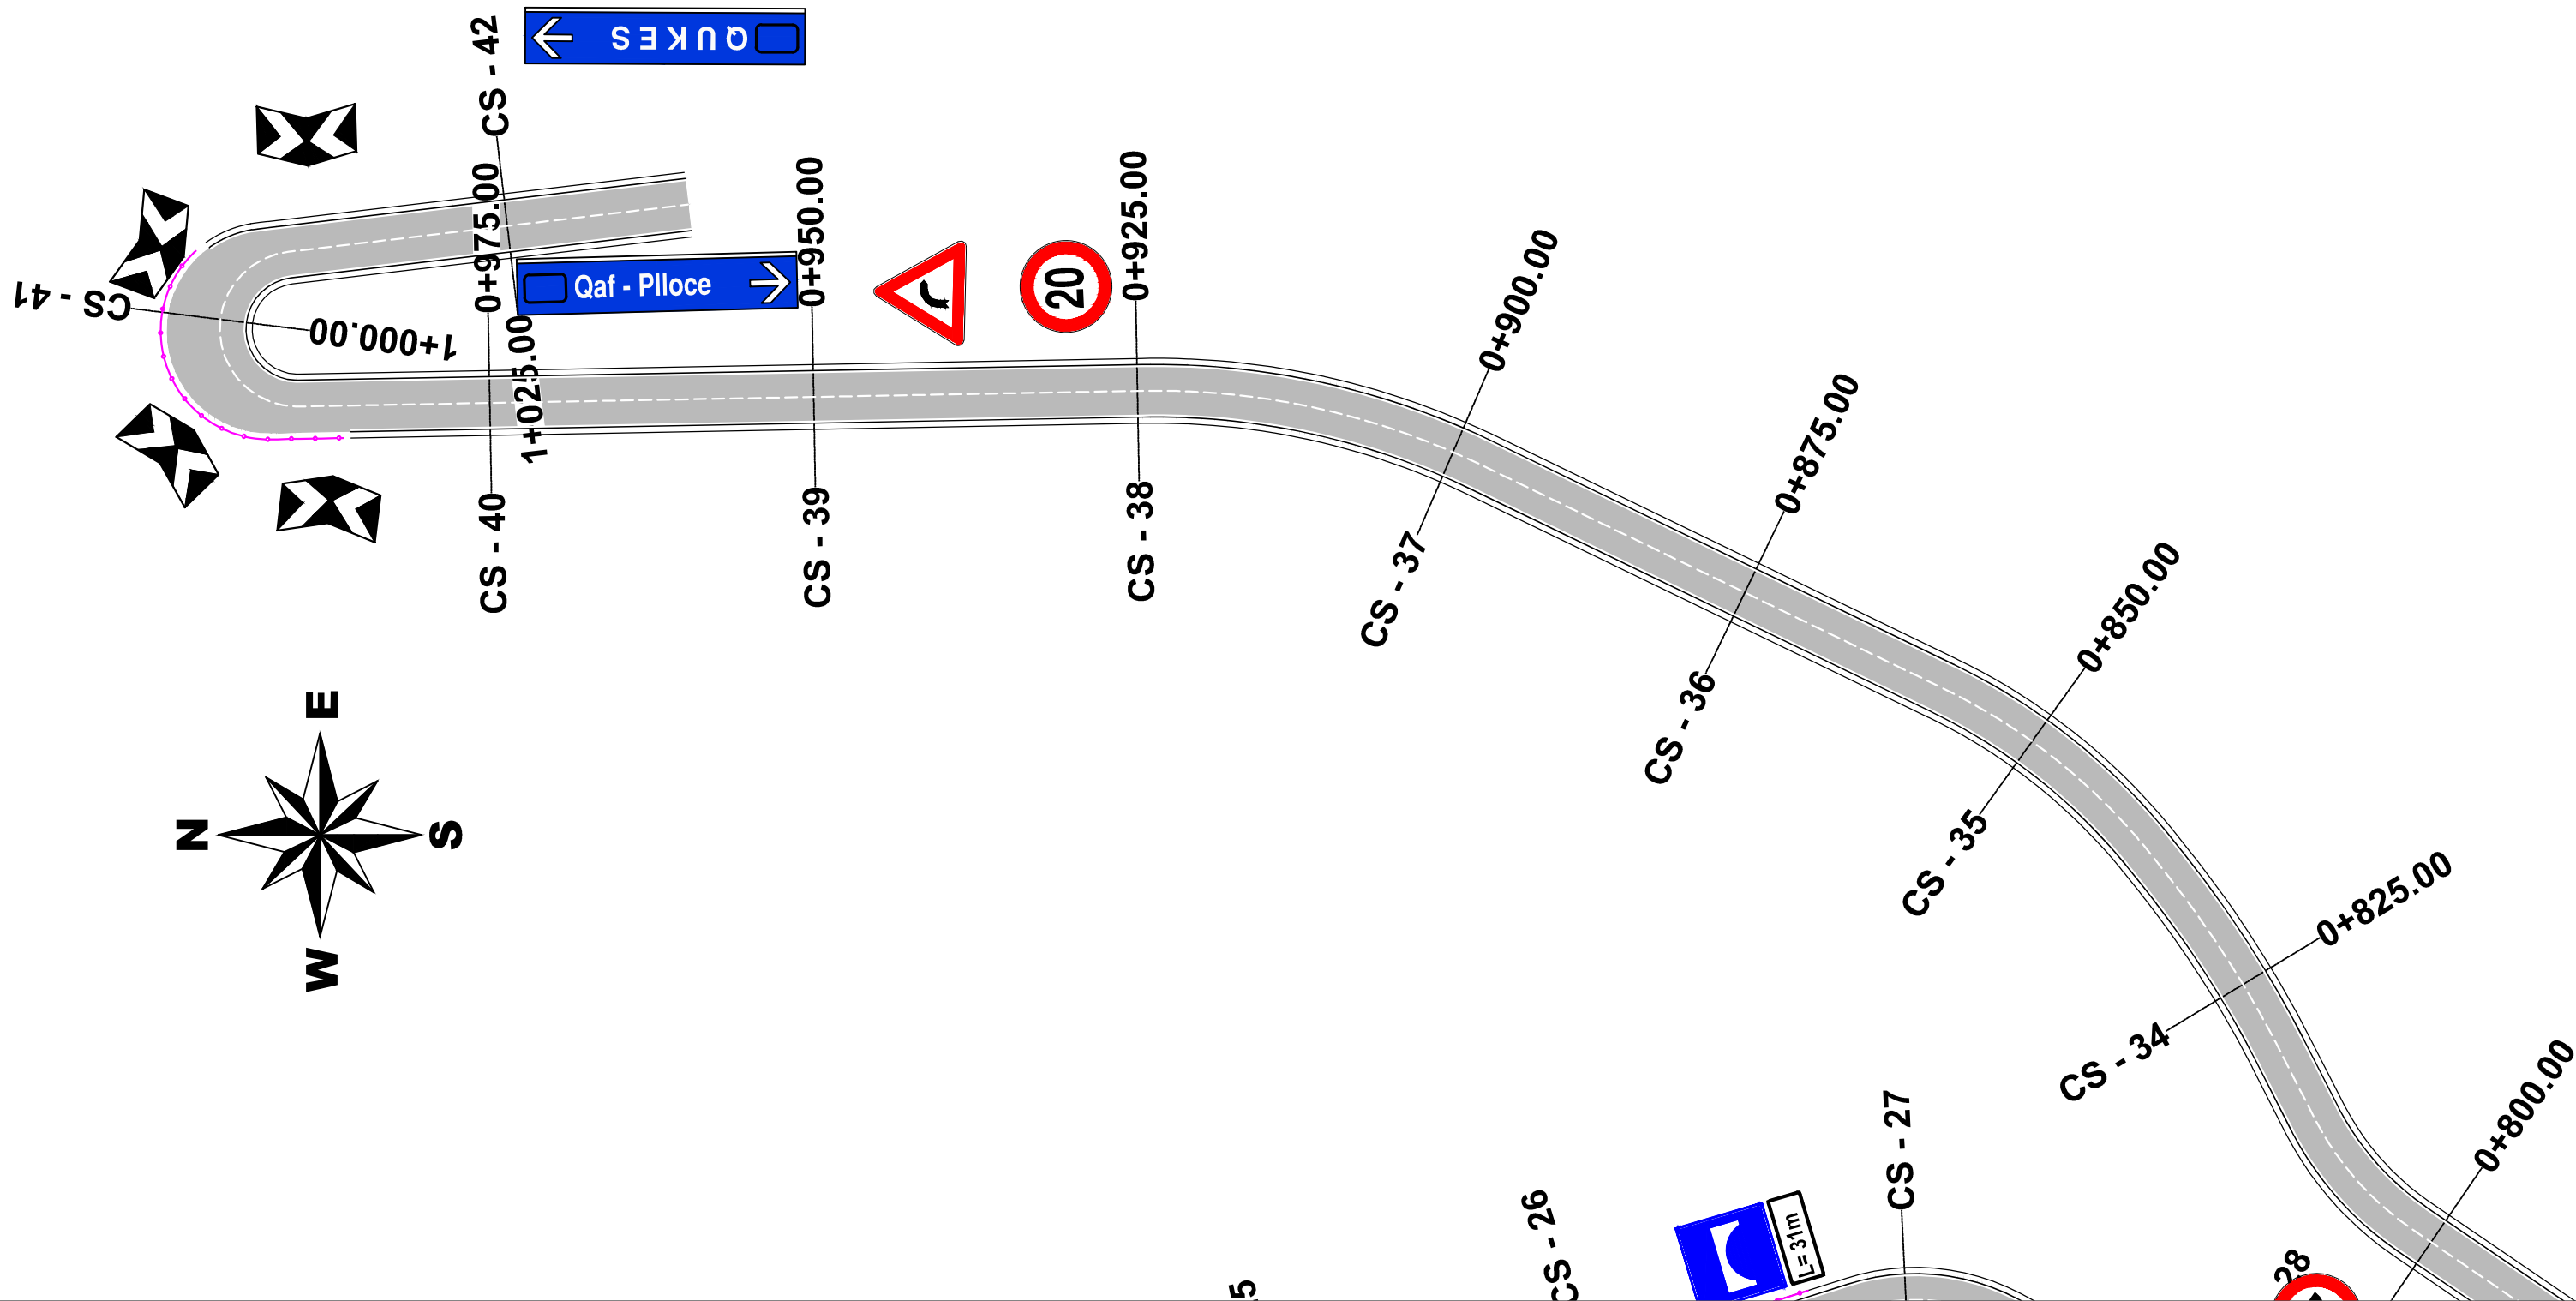 CS - 42
QUKES
0+975.00
0+950.00
0+925.00
0+900.00
CS - 41
1+000.00
Qaf - Plloce
20
1+025.00
0+875.00
CS - 40
CS - 39
CS - 38
CS - 37
0+850.00
CS - 36
E
N
S
W
CS - 35
0+825.00
CS - 34
0+800.00
CS - 27
CS - 26
L=31m
28
5